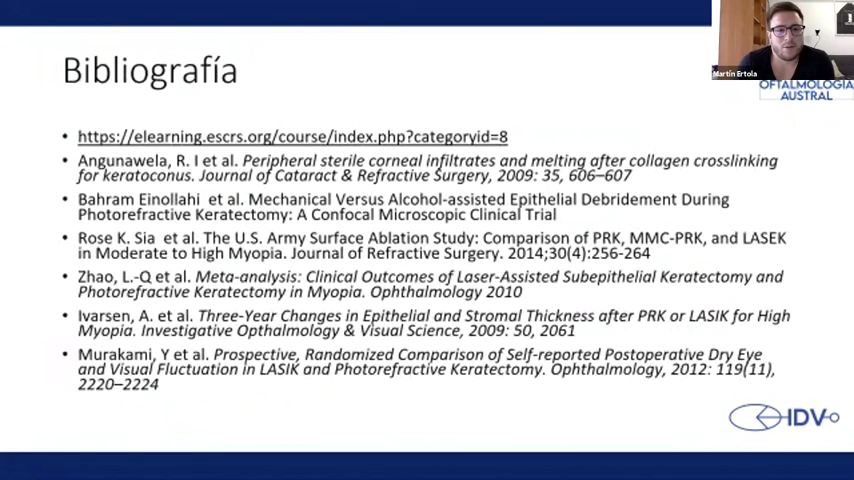 Martín Ertola
OFTALMOLOGÍA
AUSTRAL
Bibliografía
• https://elearning.escrs.org/course/index.php?categoryid=8
• Angunawela, R. I et al. Peripheral sterile corneal infiltrates and melting after collagen crosslinking
for keratoconus. Journal of Cataract & Refractive Surgery, 2009: 35, 606–607
• Bahram Einollahi et al. Mechanical Versus Alcohol-assisted Epithelial Debridement During
Photorefractive Keratectomy: A Confocal Microscopic Clinical Trial
• Rose K. Sia et al. The U.S. Army Surface Ablation Study: Comparison of PRK, MMC-PRK, and LASEK
in Moderate to High Myopia. Journal of Refractive Surgery. 2014;30(4):256-264
• Zhao, L.-Q et al. Meta-analysis: Clinical Outcomes of Laser-Assisted Subepithelial Keratectomy and
Photorefractive Keratectomy in Myopia. Ophthalmology 2010
• Ivarsen, A. et al. Three-Year Changes in Epithelial and Stromal Thickness after PRK or LASIK for High
Myopia. Investigative Opthalmology & Visual Science, 2009: 50, 2061
• Murakami, Y et al. Prospective, Randomized Comparison of Self-reported Postoperative Dry Eye
and Visual Fluctuation in LASIK and Photorefractive Keratectomy. Ophthalmology, 2012: 119(11),
2220–2224
IDV